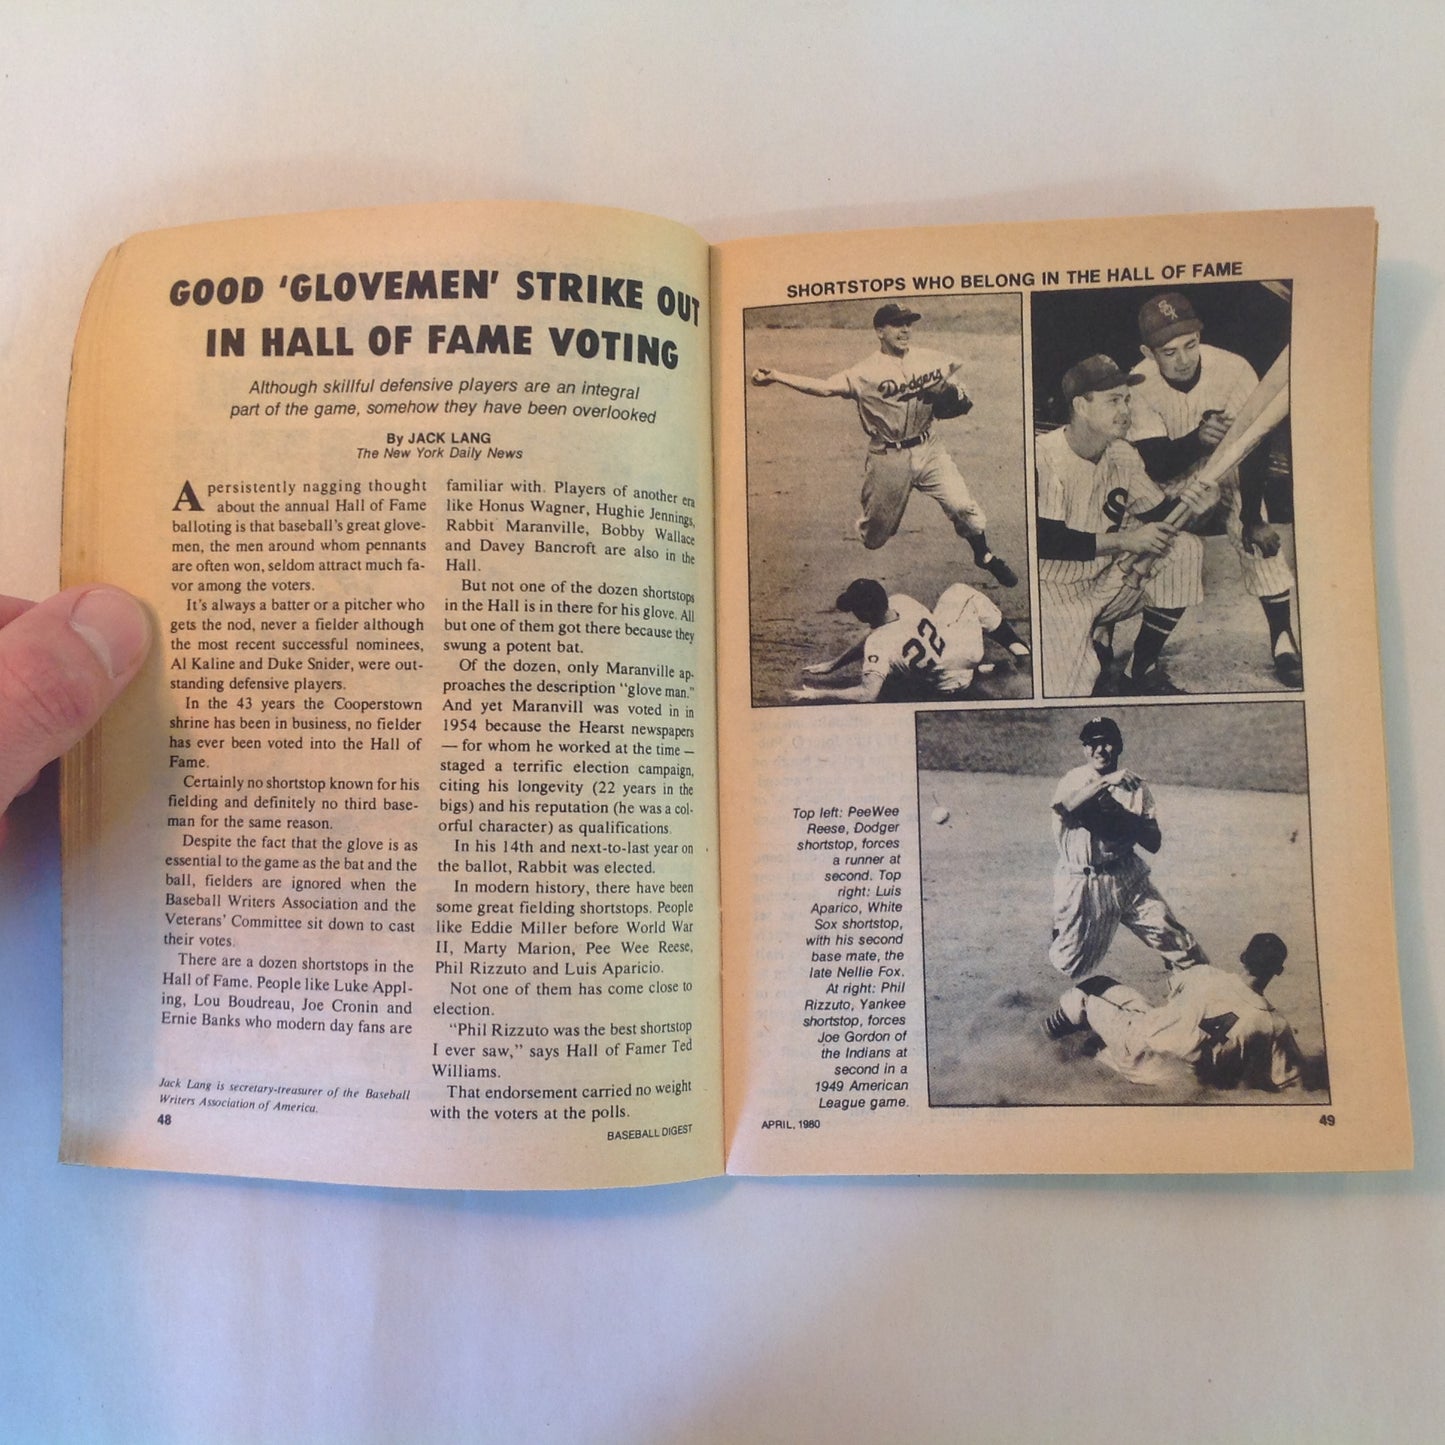 GOOD 'GLOVEMEN' STRIKE OUT
IN HALL OF FAME VOTING
Although skillful defensive players are an integral
part of the game, somehow they have been overlooked
By JACK LANG
The New York Daily News
A persistently nagging thought
about the annual Hall of Fame
balloting is that baseball's great glove-
men, the men around whom pennants
are often won, seldom attract much fa-
vor among the voters.
It's always a batter or a pitcher who
gets the nod, never a fielder although
the most recent successful nominees,
Al Kaline and Duke Snider, were out-
standing defensive players.
In the 43 years the Cooperstown
shrine has been in business, no fielder
has ever been voted into the Hall of
Fame.
Certainly no shortstop known for his
fielding and definitely no third base-
man for the same reason.
Despite the fact that the glove is as
essential to the game as the bat and the
ball, fielders are ignored when the
Baseball Writers Association and the
Veterans' Committee sit down to cast
their votes.
There are a dozen shortstops in the
Hall of Fame. People like Luke Appl-
ing, Lou Boudreau, Joe Cronin and
Ernie Banks who modern day fans are
Jack Lang is secretary-treasurer of the Baseball
Writers Association of America.
48
familiar with. Players of another era
like Honus Wagner, Hughie Jennings,
Rabbit Maranville, Bobby Wallace
and Davey Bancroft are also in the
Hall.
But not one of the dozen shortstops
in the Hall is in there for his glove. All
but one of them got there because they
swung a potent bat.
Of the dozen, only Maranville ap-
proaches the description "glove man."
And yet Maranvill was voted in in
1954 because the Hearst newspapers
— for whom he worked at the time —
staged a terrific election campaign,
citing his longevity (22 years in the
bigs) and his reputation (he was a col-
orful character) as qualifications.
In his 14th and next-to-last year on
the ballot, Rabbit was elected.
In modern history, there have been
some great fielding shortstops. People
like Eddie Miller before World War
II, Marty Marion, Pee Wee Reese,
Phil Rizzuto and Luis Aparicio.
Not one of them has come close to
election.
"Phil Rizzuto was the best shortstop
I ever saw," says Hall of Famer Ted
Williams.
That endorsement carried no weight
with the voters at the polls.
BASEBALL DIGEST
SHORTSTOPS WHO BELONG IN THE HALL OF FAME
Dodgers
22
SOX
S
4
Top left: PeeWee
Reese, Dodger
shortstop, forces
a runner at
second. Top
right: Luis
Aparico, White
Sox shortstop,
with his second
base mate, the
late Nellie Fox.
At right: Phil
Rizzuto, Yankee
shortstop, forces
Joe Gordon of
the Indians at
second in a
1949 American
League game.
APRIL, 1980
49